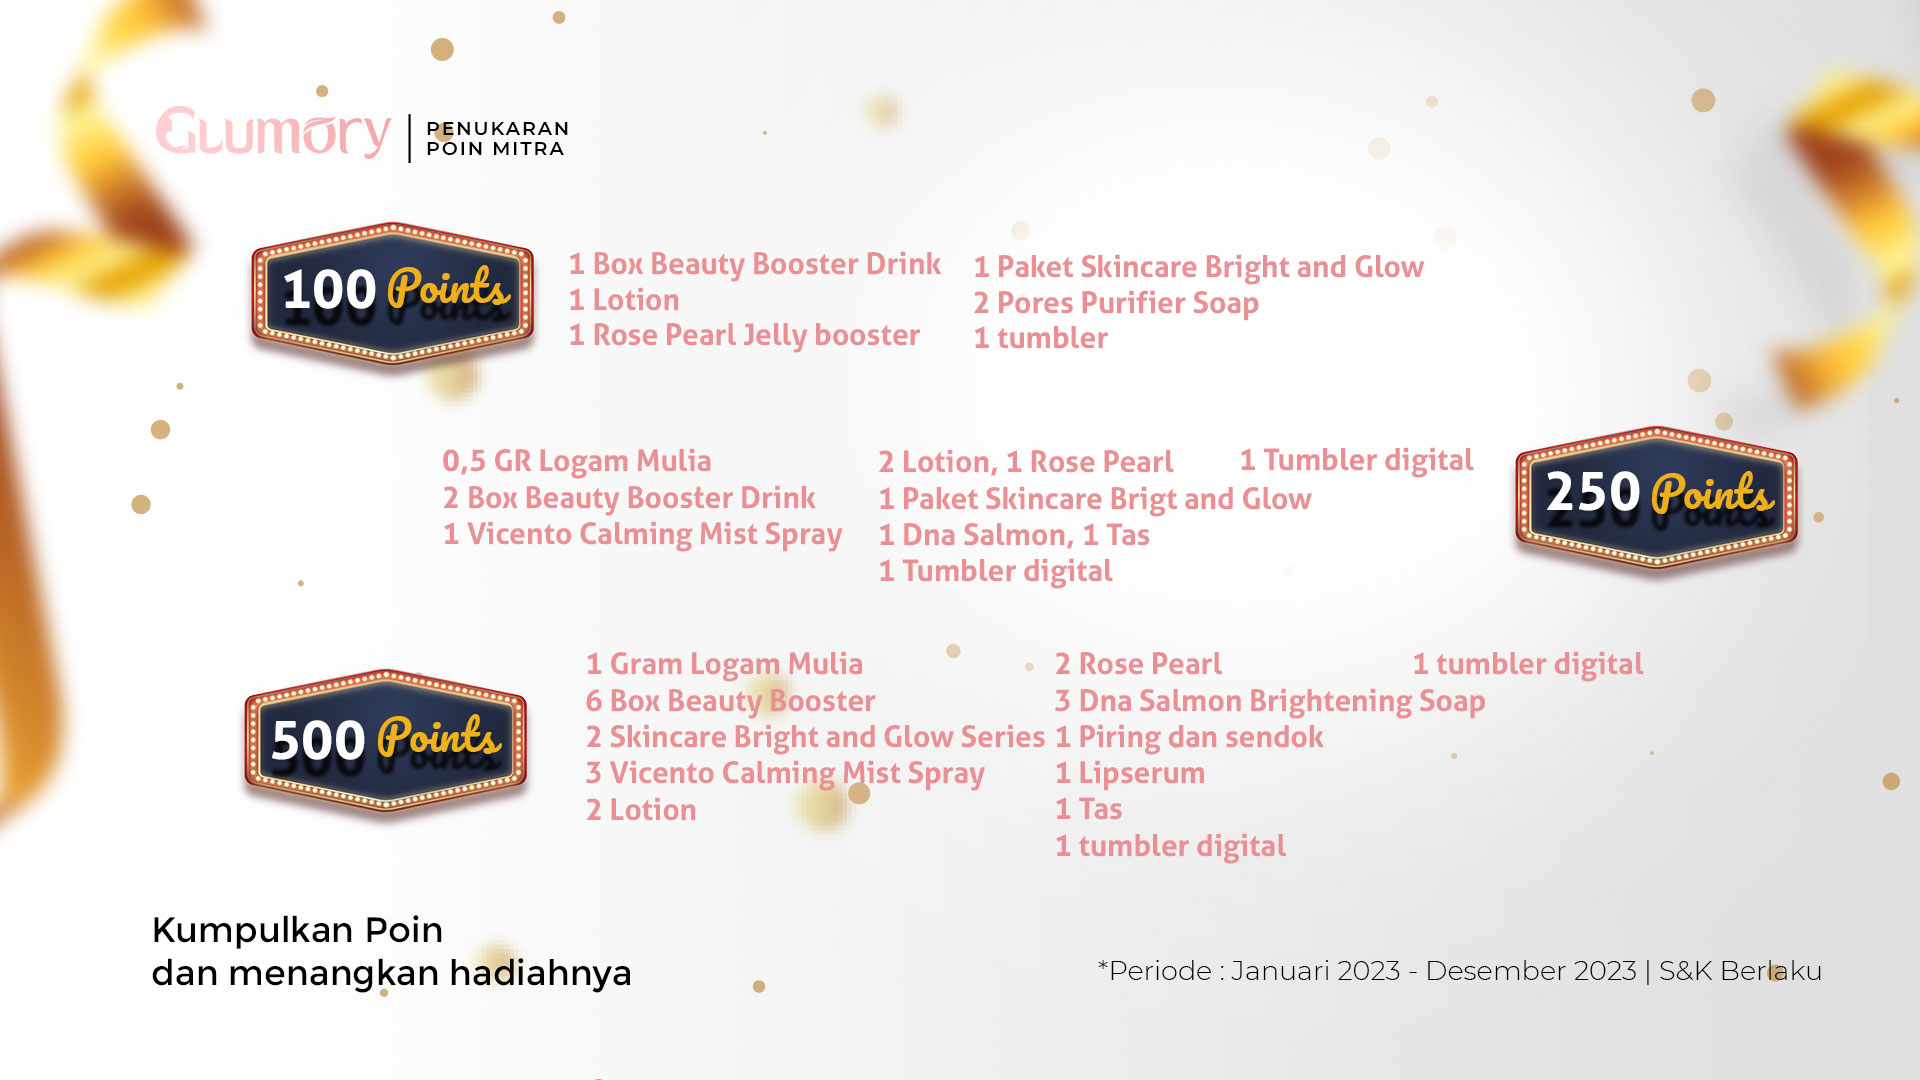 Glumory
PENUKARAN
POIN MITRA
100 Points
1 Box Beauty Booster Drink
1 Lotion
1 Rose Pearl Jelly booster
1 Paket Skincare Bright and Glow
2 Pores Purifier Soap
1 tumbler
0,5 GR Logam Mulia
2 Box Beauty Booster Drink
1 Vicento Calming Mist Spray
2 Lotion, 1 Rose Pearl
1 Paket Skincare Brigt and Glow
1 Dna Salmon, 1 Tas
1 Tumbler digital
1 Tumbler digital
250 Points
500 Points
1 Gram Logam Mulia
6 Box Beauty Booster
2 Skincare Bright and Glow Series
3 Vicento Calming Mist Spray
2 Lotion
2 Rose Pearl
3 Dna Salmon Brightening Soap
1 Piring dan sendok
1 Lipserum
1 Tas
1 tumbler digital
1 tumbler digital
Kumpulkan Poin
dan menangkan hadiahnya
*Periode : Januari 2023 - Desember 2023 | S&K Berlaku